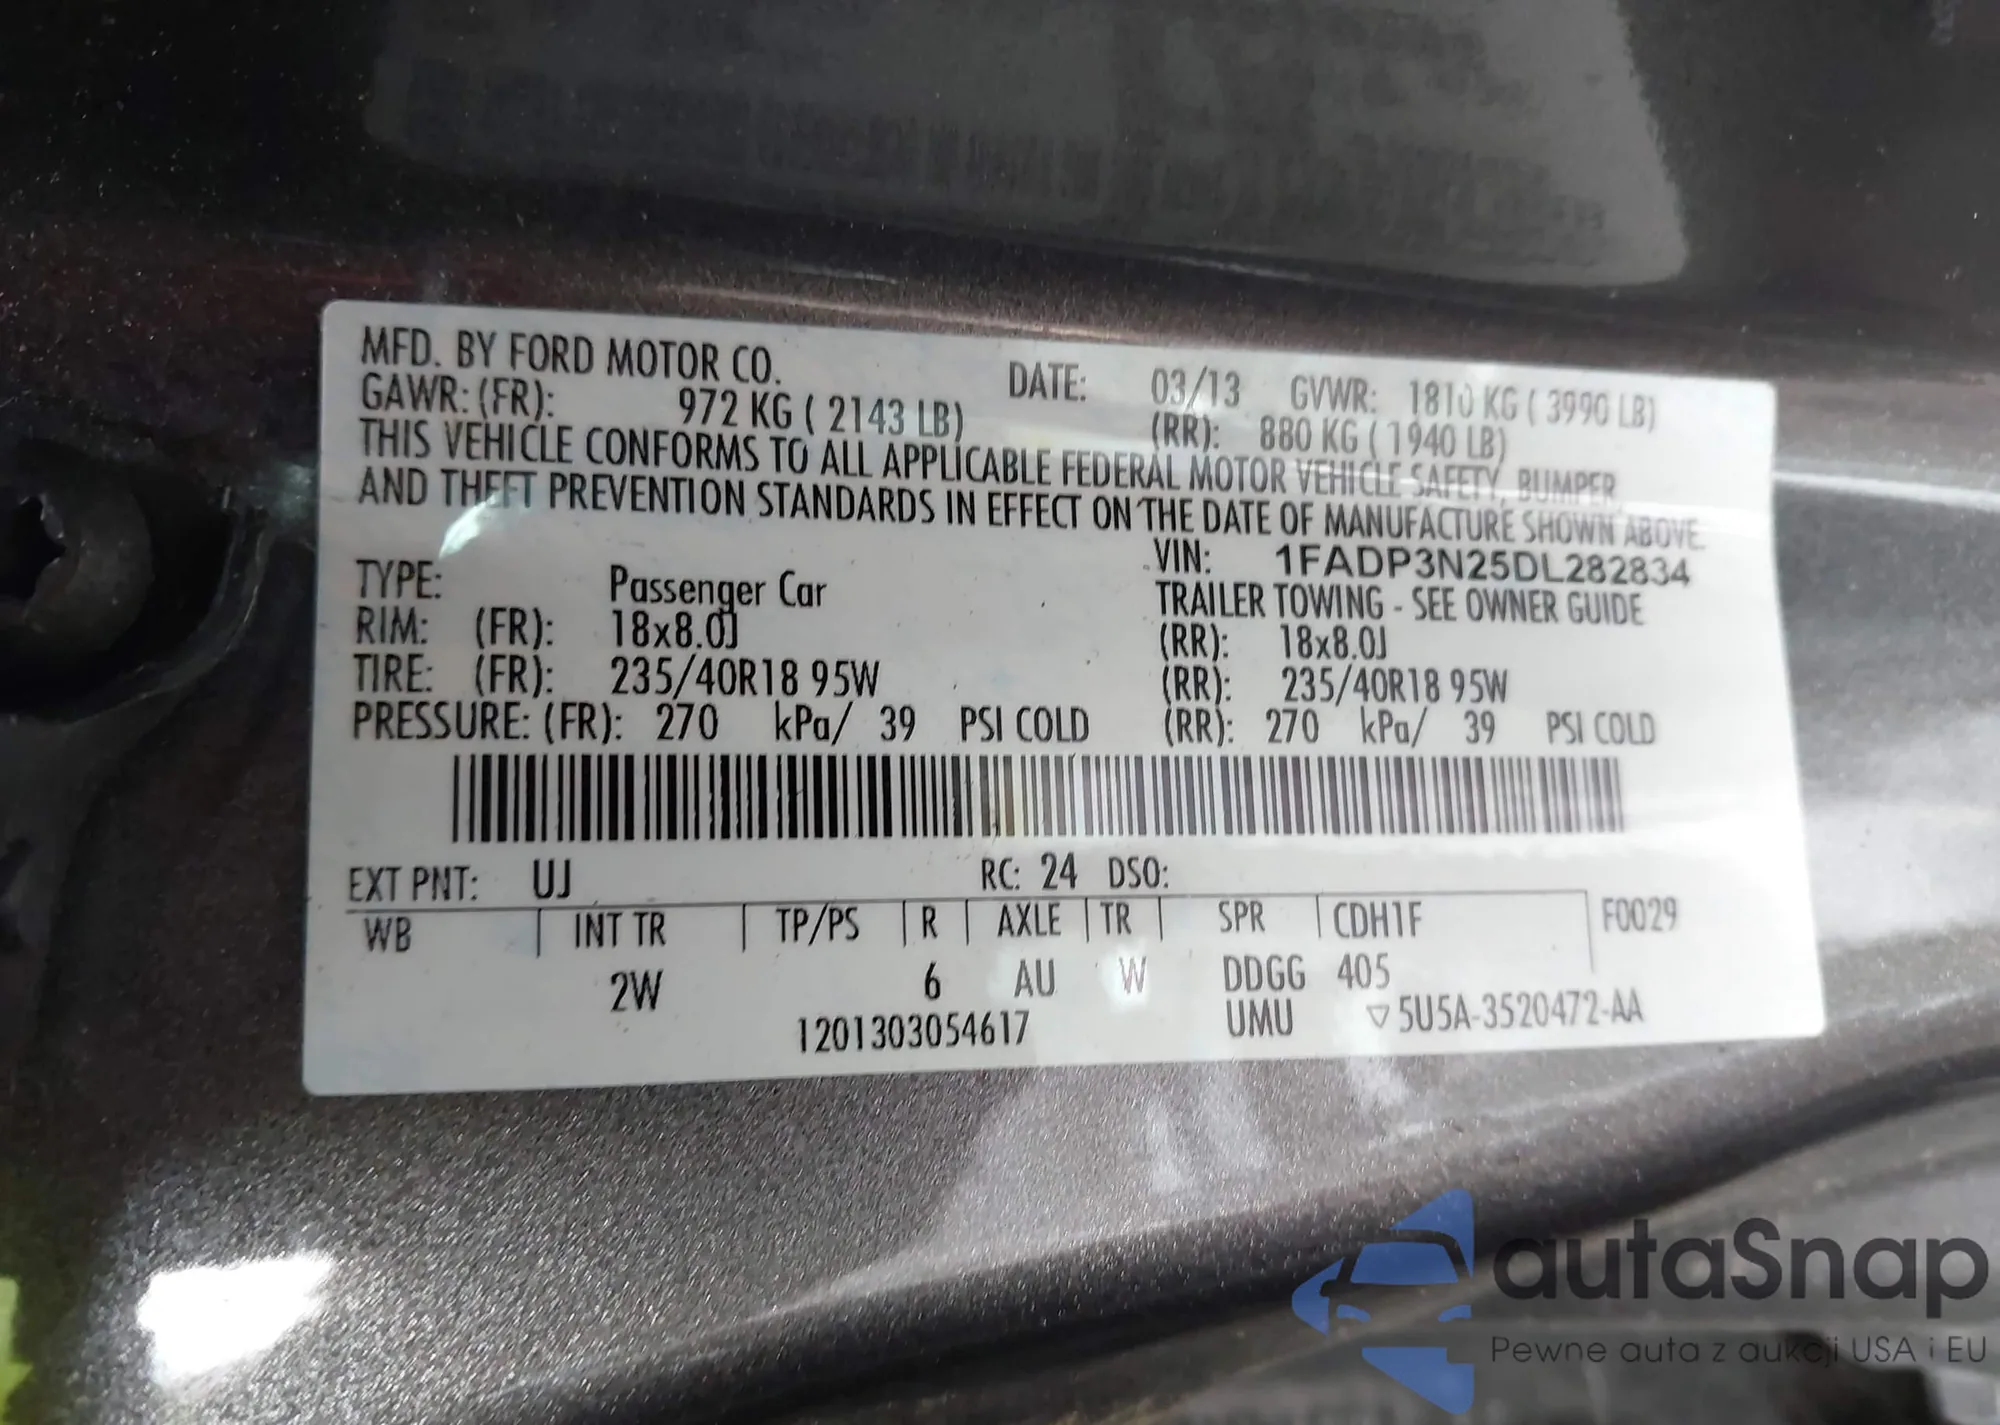 MFD. BY FORD MOTOR CO. DATE: 03/13 GVWR: 1810 KG ( 3990 LB)
GAWR: (FR): 972 KG ( 2143 LB) (RR): 880 KG ( 1940 LB)
THIS VEHICLE CONFORMS TO ALL APPLICABLE FEDERAL MOTOR VEHICLE SAFETY, BUMPER,
AND THEFT PREVENTION STANDARDS IN EFFECT ON THE DATE OF MANUFACTURE SHOWN ABOVE.
VIN: 1FADP3N25DL282834
TYPE: Passenger Car TRAILER TOWING - SEE OWNER GUIDE
RIM: (FR): 18x8.0J (RR): 18x8.0J
TIRE: (FR): 235/40R18 95W (RR): 235/40R18 95W
PRESSURE: (FR): 270 kPa/ 39 PSI COLD (RR): 270 kPa/ 39 PSI COLD
EXT PNT: UJ RC: 24 DSO:
WB | INT TR | TP/PS | R | AXLE | TR | SPR | CDH1F F0029
2W 6 AU W DDGG 405
1201303054617 UMU ▽5U5A-3520472-AA
autaSnap
Pewne auta z aukcji USA i EU